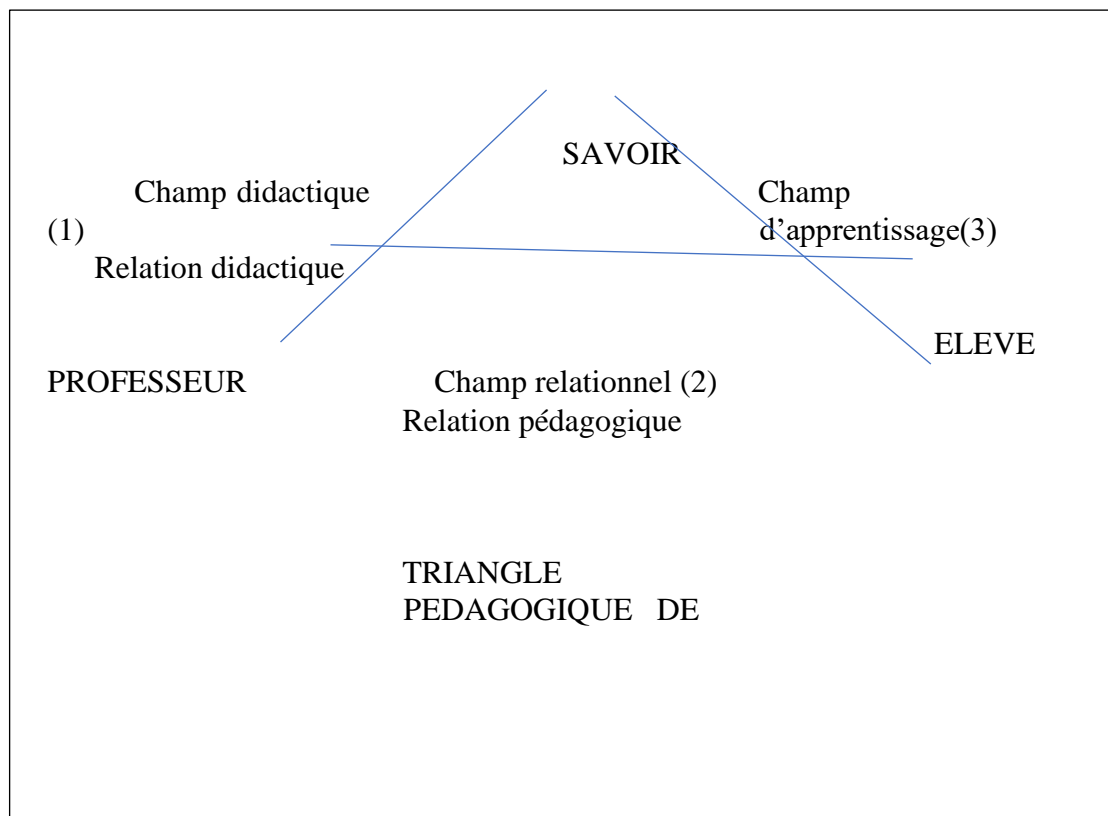 SAVOIR
Champ didactique
(1)
Relation didactique
Champ
d’apprentissage(3)
ELEVE
PROFESSEUR
Champ relationnel (2)
Relation pédagogique
TRIANGLE
PEDAGOGIQUE DE